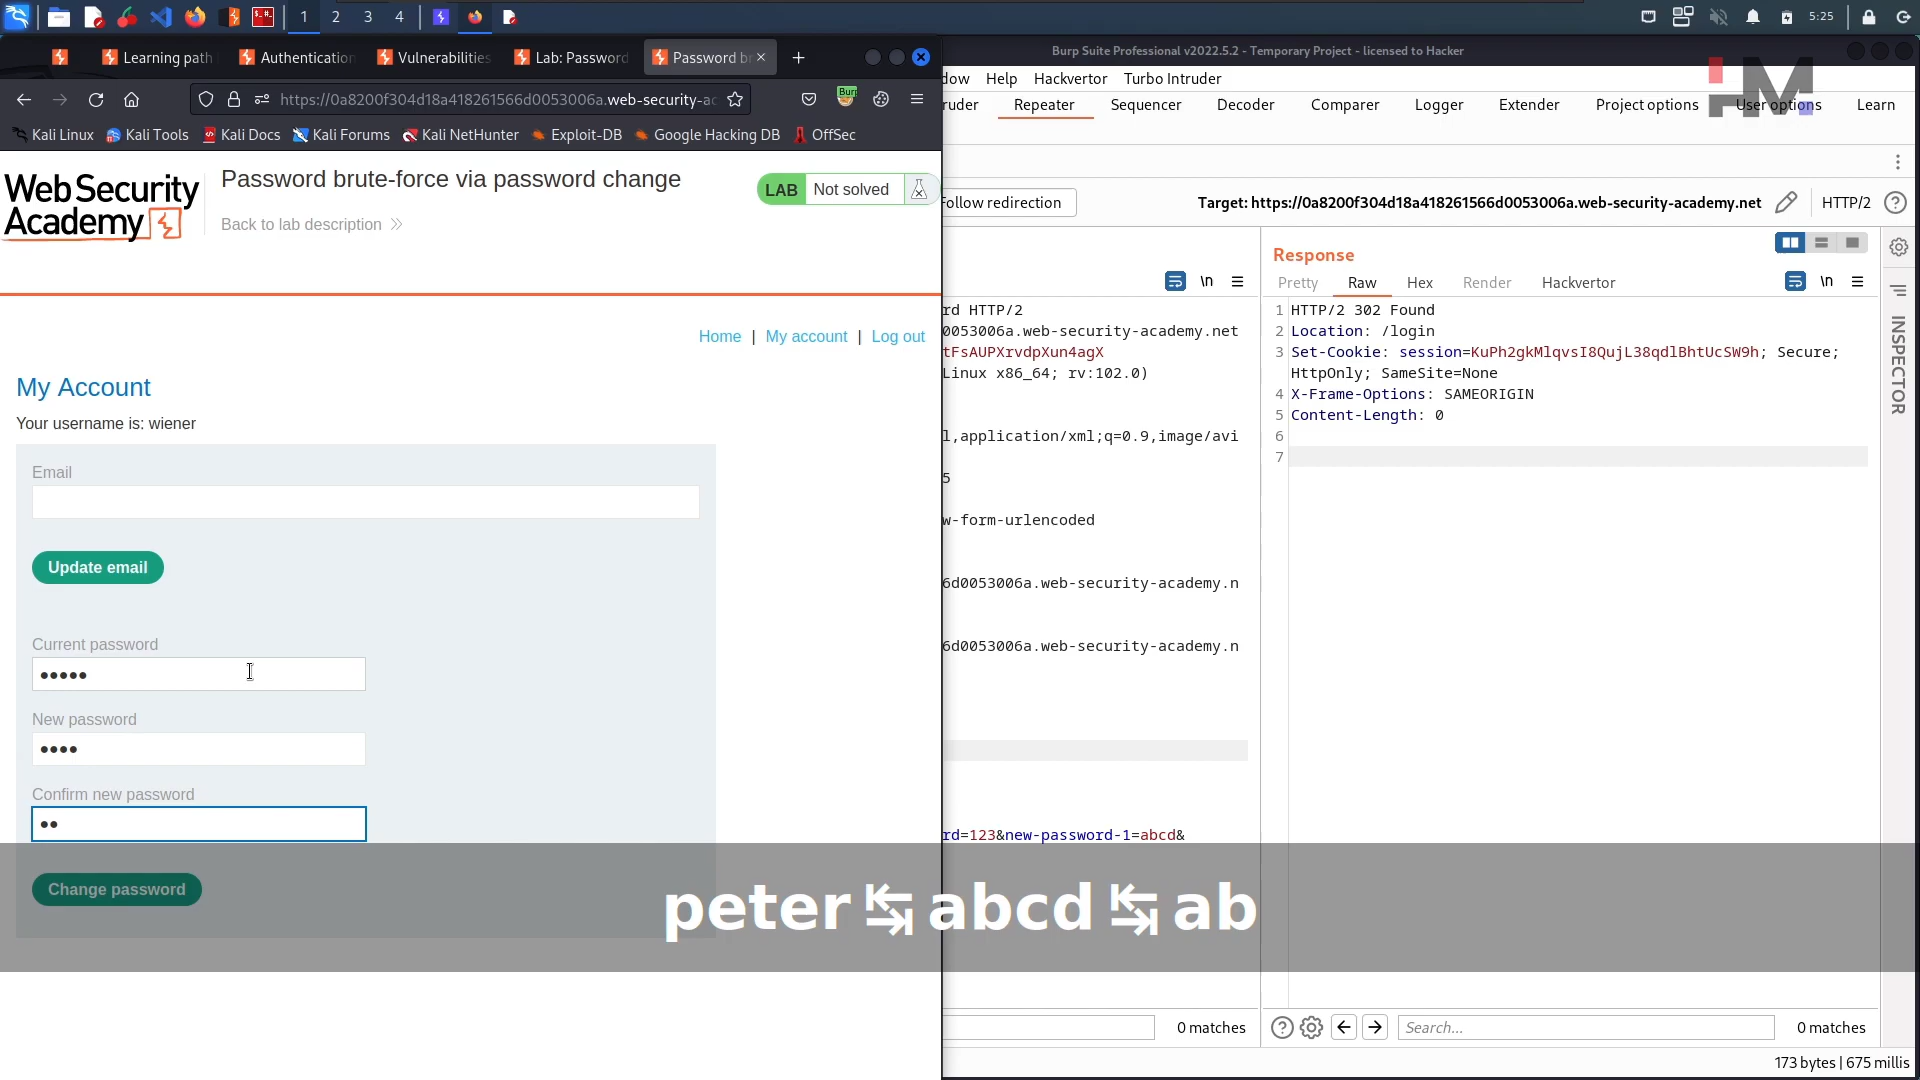 1 2 3 4
5:25
Learning path
Authentication
Vulnerabilities
Lab: Password
Password br
Burp Suite Professional v2022.5.2 - Temporary Project - licensed to Hacker
dow Help Hackvertor Turbo Intruder
https://0a8200f304d18a418261566d0053006a.web-security-ac
ruder Repeater Sequencer Decoder Comparer Logger Extender Project options User options Learn
Kali Linux Kali Tools Kali Docs Kali Forums Kali NetHunter Exploit-DB Google Hacking DB OffSec
WebSecurity
Academy
Password brute-force via password change
Back to lab description
LAB Not solved
Home | My account | Log out
My Account
Your username is: wiener
Email
Update email
Current password
•••••
New password
••••
Confirm new password
••
Change password
Follow redirection
Target: https://0a8200f304d18a418261566d0053006a.web-security-academy.net
HTTP/2
\n
rd HTTP/2
0053006a.web-security-academy.net
tFsAUPXrvdpXun4agX
Linux x86_64; rv:102.0)
l,application/xml;q=0.9,image/avi
5
w-form-urlencoded
6d0053006a.web-security-academy.n
6d0053006a.web-security-academy.n
rd=123&new-password-1=abcd&
0 matches
Response
Pretty Raw Hex Render Hackvertor
\n
1 HTTP/2 302 Found
2 Location: /login
3 Set-Cookie: session=KuPh2gkMlqvsI8QujL38qdlBhtUcSW9h; Secure;
HttpOnly; SameSite=None
4 X-Frame-Options: SAMEORIGIN
5 Content-Length: 0
6
7
INSPECTOR
Search...
0 matches
173 bytes | 675 millis
peter↹abcd↹ab